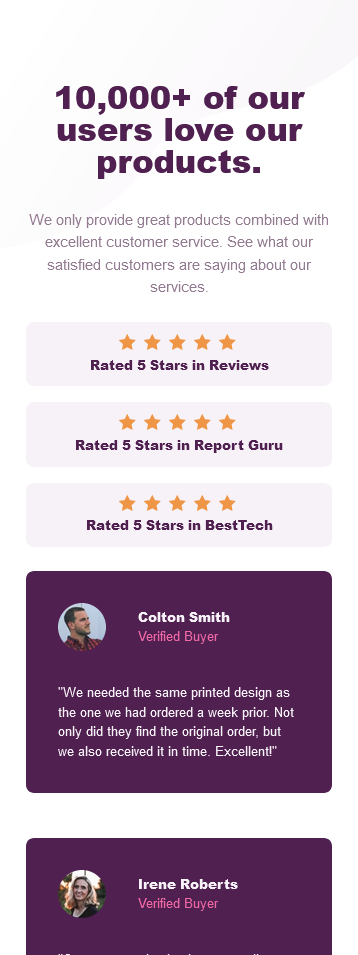 10,000+ of our
users love our
products.
We only provide great products combined with
excellent customer service. See what our
satisfied customers are saying about our
services.
Rated 5 Stars in Reviews
Rated 5 Stars in Report Guru
Rated 5 Stars in BestTech
Colton Smith
Verified Buyer
"We needed the same printed design as
the one we had ordered a week prior. Not
only did they find the original order, but
we also received it in time. Excellent!"
Irene Roberts
Verified Buyer